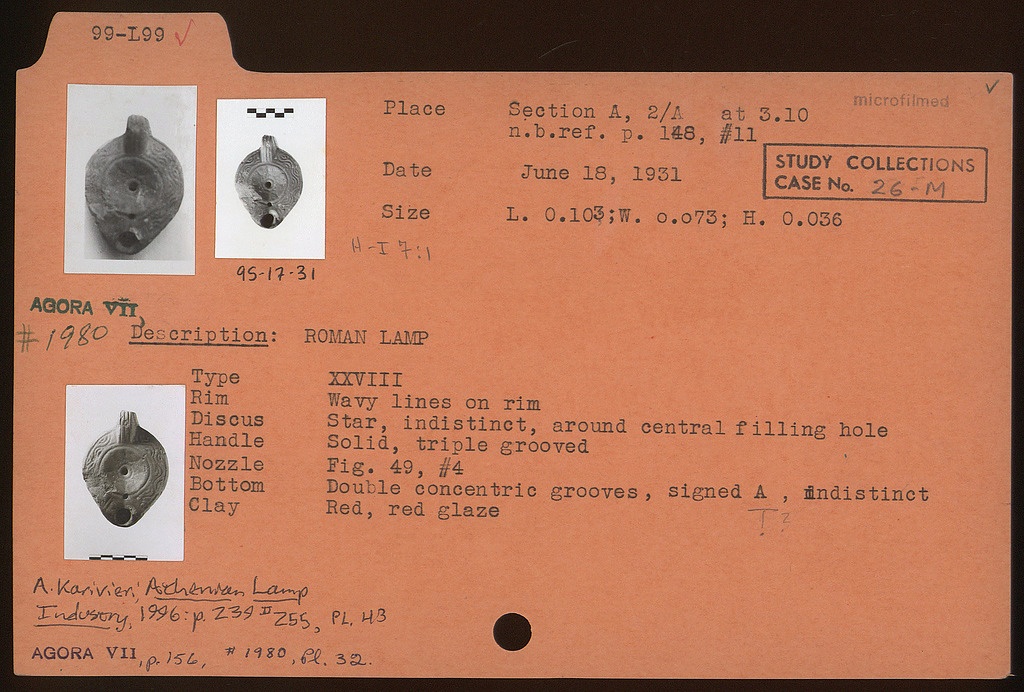 99-L99 ✓
microfilmed ✓
Place Section A, 2/A at 3.10
n.b.ref. p. 148, #11
STUDY COLLECTIONS
CASE No. 26-M
Date June 18, 1931
Size L. 0.103; W. 0.073; H. 0.036
H-I 7:1
95-17-31
AGORA VII,
#1980
Description: ROMAN LAMP
Type XXVIII
Rim Wavy lines on rim
Discus Star, indistinct, around central filling hole
Handle Solid, triple grooved
Nozzle Fig. 49, #4
Bottom Double concentric grooves, signed A , indistinct
T?
Clay Red, red glaze
A. Karivieri, Athenian Lamp
Industry, 1996: p. 239 II 255, PL. 43
AGORA VII, p. 156, #1980, Pl. 32.